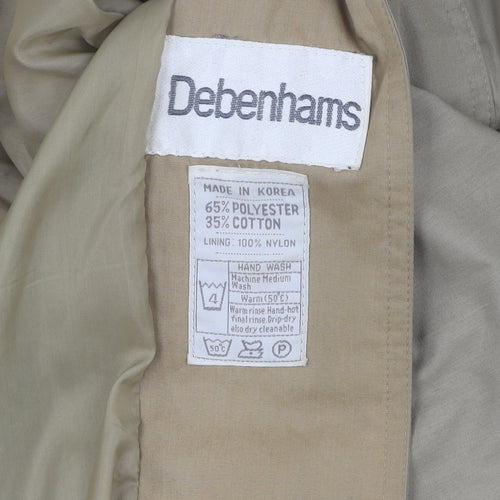 Debenhams
MADE IN KOREA
65% POLYESTER
35% COTTON
LINING: 100% NYLON
HAND WASH
Machine Medium
Wash
4
Warm (50°C)
Warm rinse. Hand-hot
final rinse. Drip-dry
also dry cleanable
50°C P